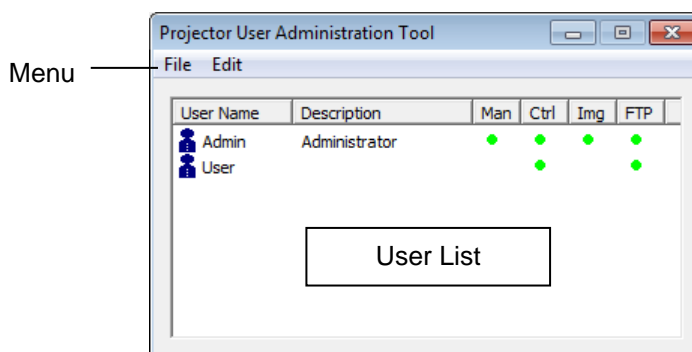 Projector User Administration Tool
Menu
File Edit
User Name Description Man Ctrl Img FTP
Admin Administrator
User
User List